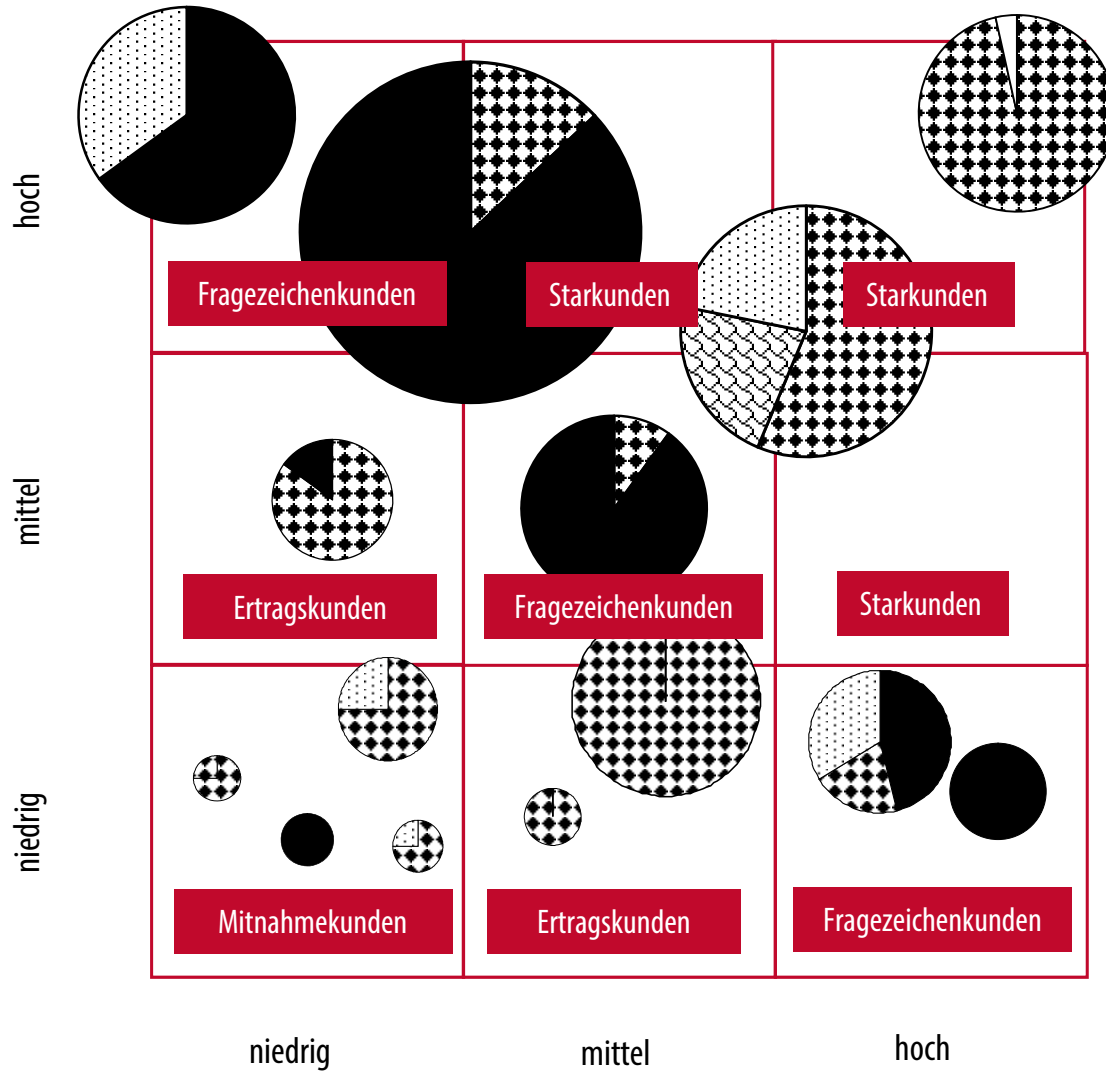 hoch
Fragezeichenkunden
Starkunden
Starkunden
mittel
Ertragskunden
Fragezeichenkunden
Starkunden
niedrig
Mitnahmekunden
Ertragskunden
Fragezeichenkunden
niedrig
mittel
hoch